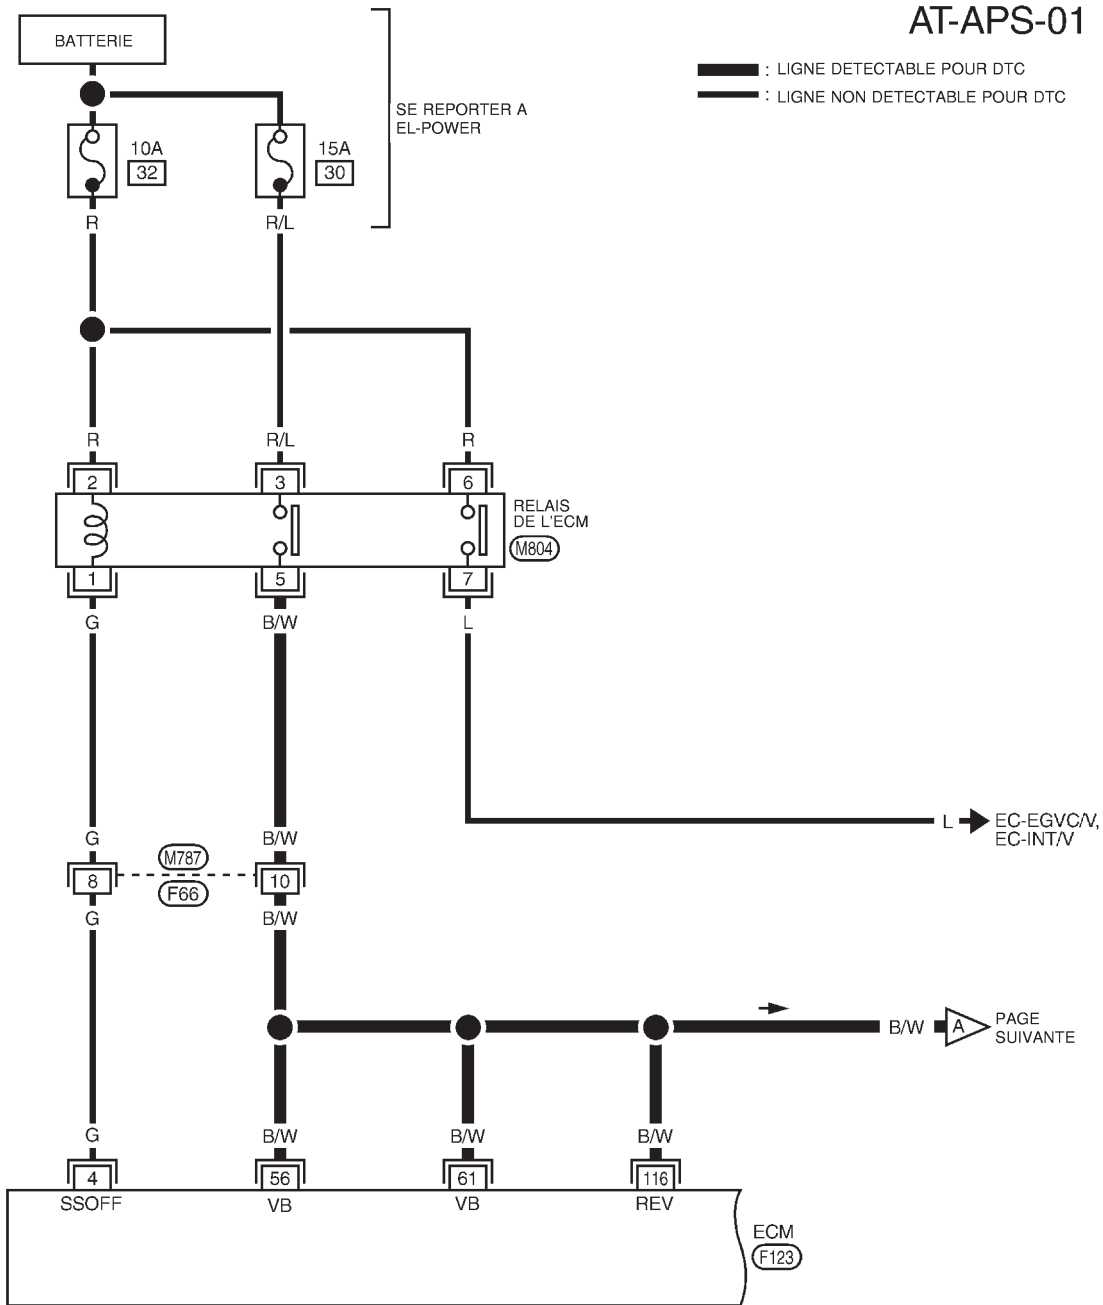 AT-APS-01
BATTERIE
: LIGNE DETECTABLE POUR DTC
: LIGNE NON DETECTABLE POUR DTC
SE REPORTER A
EL-POWER
10A
32
15A
30
R
R/L
R
R/L
R
2
3
6
RELAIS
DE L'ECM
M804
1
5
7
G
B/W
L
L
EC-EGVC/V,
EC-INT/V
G
B/W
M787
8
10
F66
G
B/W
B/W
A
PAGE
SUIVANTE
G
B/W
B/W
B/W
4
56
61
116
SSOFF
VB
VB
REV
ECM
F123